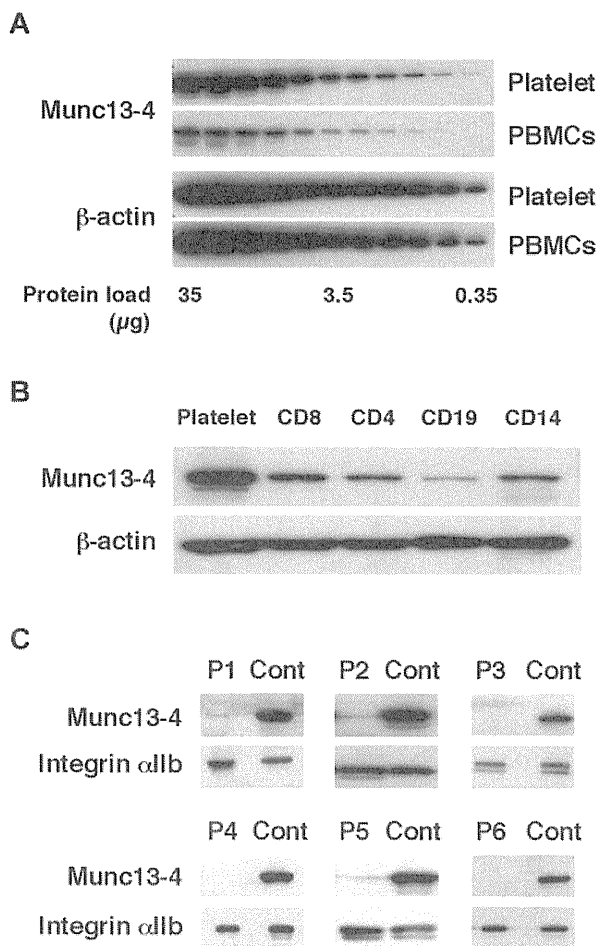 A
Munc13-4
Platelet
PBMCs
β-actin
Platelet
PBMCs
Protein load (µg)
35 3.5 0.35
B
Platelet CD8 CD4 CD19 CD14
Munc13-4
β-actin
C
P1 Cont P2 Cont P3 Cont
Munc13-4
Integrin αIIb
P4 Cont P5 Cont P6 Cont
Munc13-4
Integrin αIIb